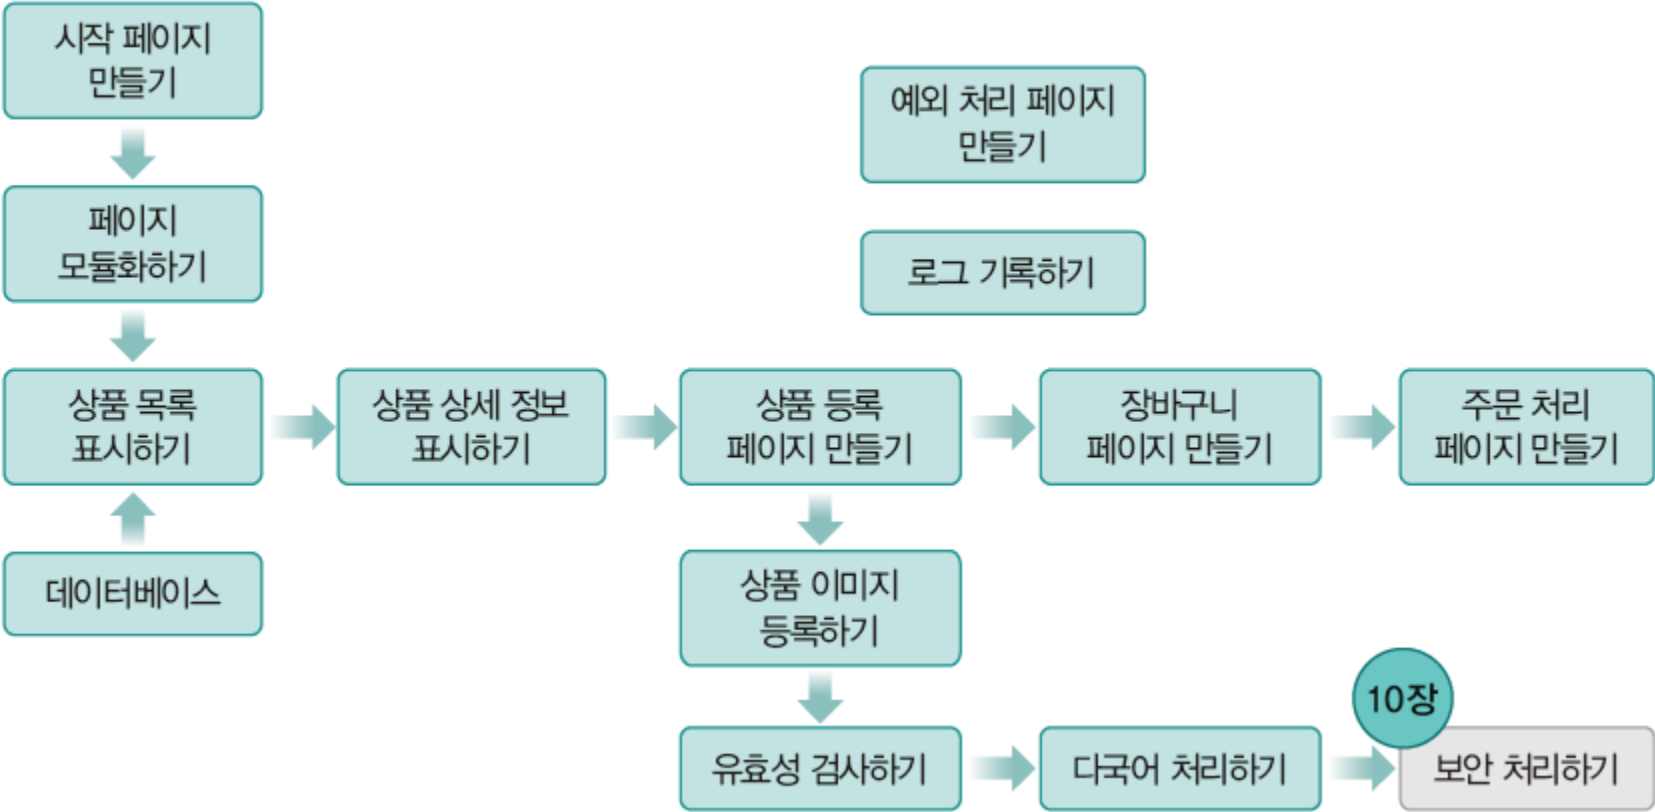 시작 페이지
만들기
예외 처리 페이지
만들기
페이지
모듈화하기
로그 기록하기
상품 목록
표시하기
상품 상세 정보
표시하기
상품 등록
페이지 만들기
장바구니
페이지 만들기
주문 처리
페이지 만들기
데이터베이스
상품 이미지
등록하기
10장
유효성 검사하기
다국어 처리하기
보안 처리하기